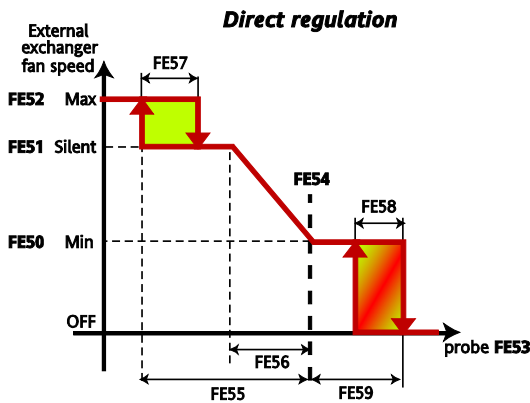 Direct regulation
External
exchanger
fan speed
FE57
FE52 Max
FE51 Silent
FE54
FE58
FE50 Min
OFF
probe FE53
FE56
FE55
FE59